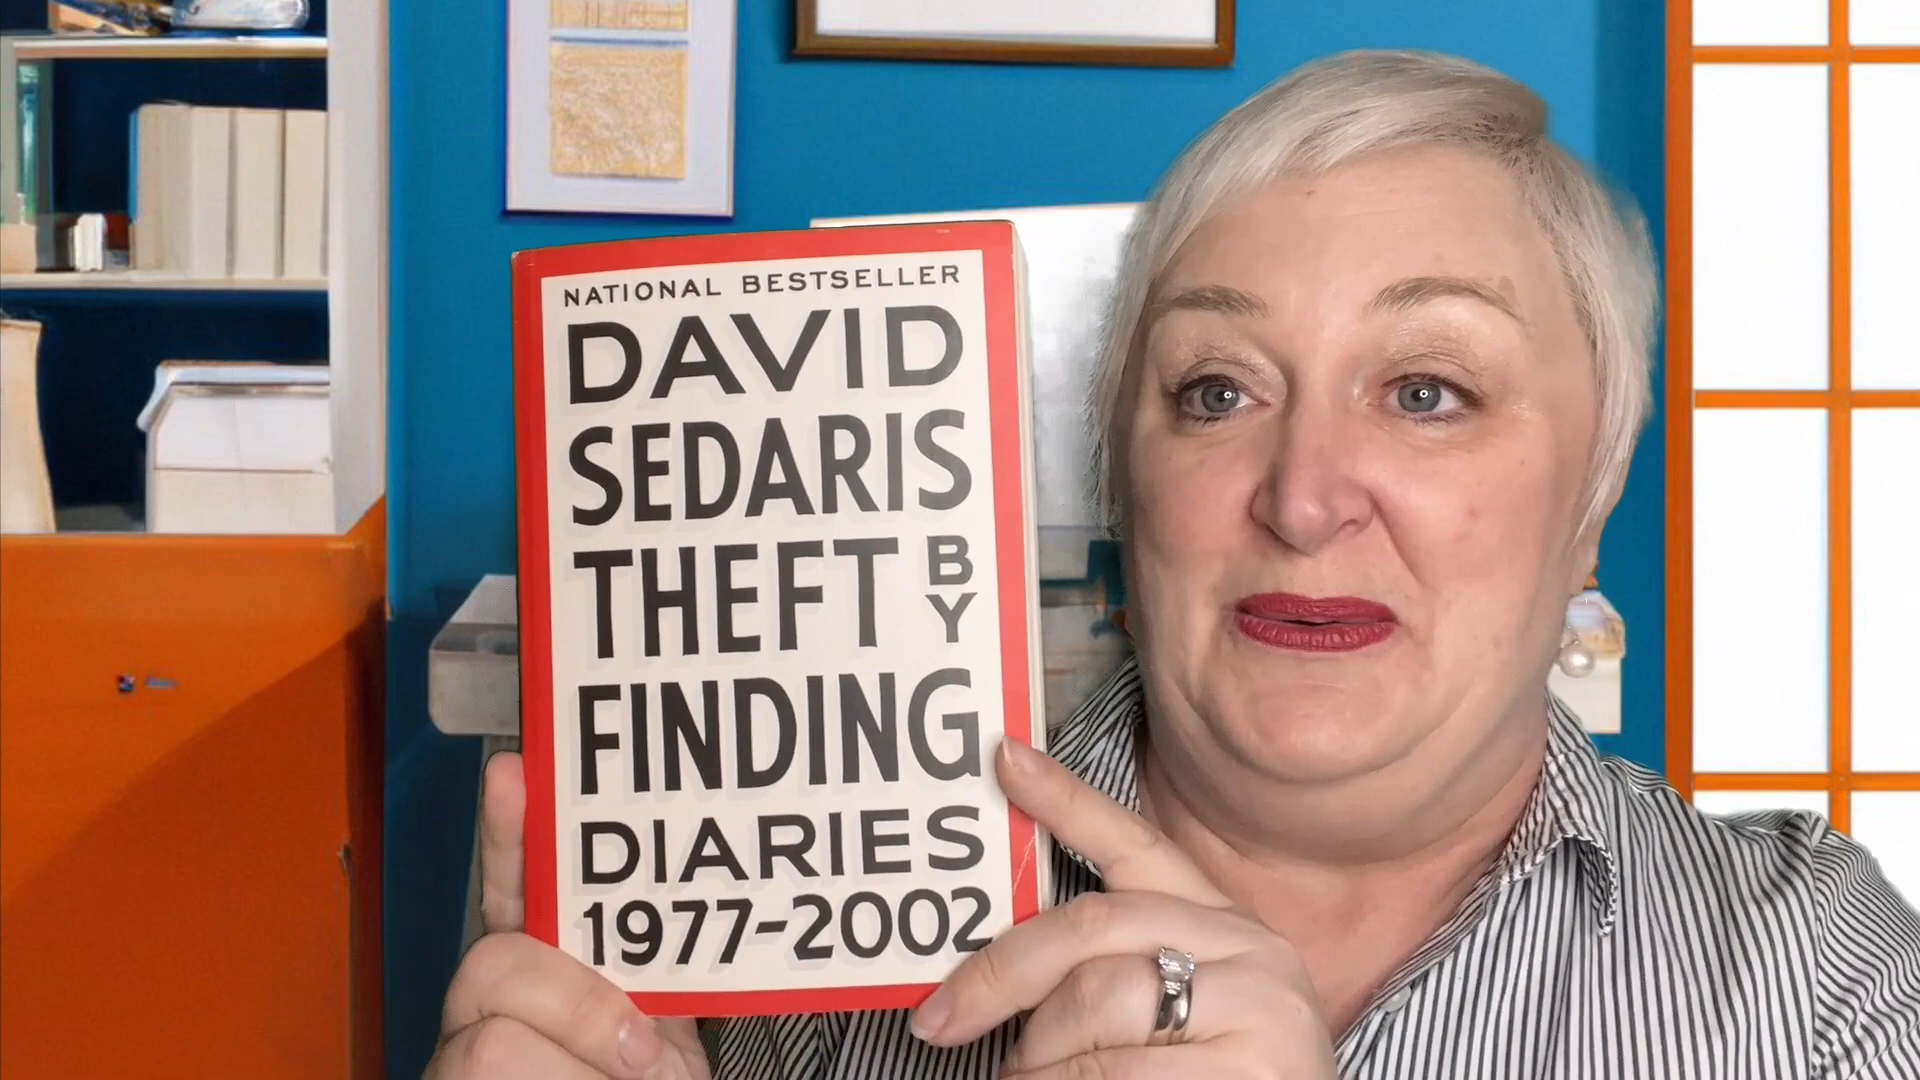 NATIONAL BESTSELLER
DAVID
SEDARIS
THEFT BY
FINDING
DIARIES
1977-2002